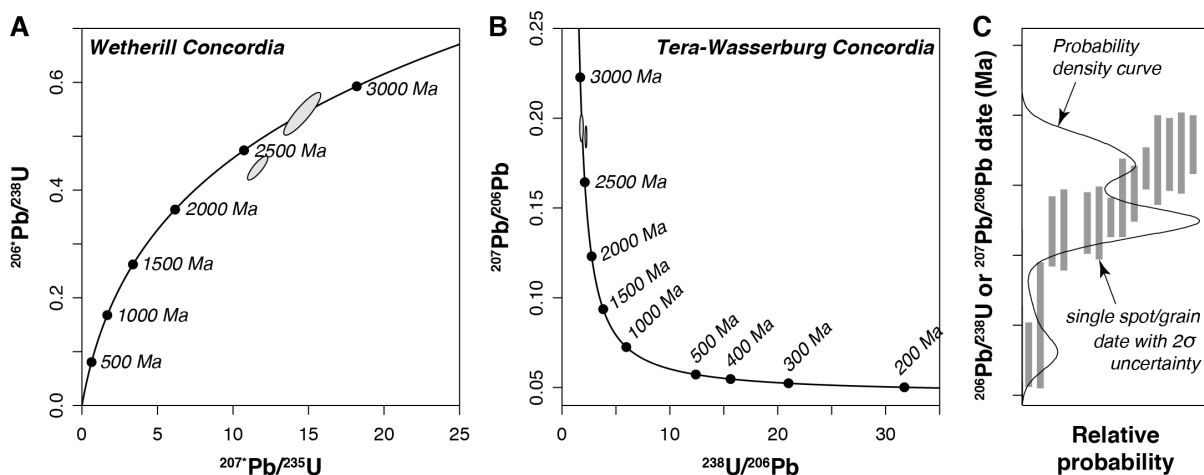 A
Wetherill Concordia
3000 Ma
2500 Ma
2000 Ma
1500 Ma
1000 Ma
500 Ma
0.0
0.2
0.4
0.6
0
5
10
15
20
25
²⁰⁶*Pb/²³⁸U
²⁰⁷*Pb/²³⁵U
B
Tera-Wasserburg Concordia
3000 Ma
2500 Ma
2000 Ma
1500 Ma
1000 Ma
500 Ma
400 Ma
300 Ma
200 Ma
0.05
0.10
0.15
0.20
0.25
0
10
20
30
²⁰⁷Pb/²⁰⁶Pb
²³⁸U/²⁰⁶Pb
C
Probability
density curve
single spot/grain
date with 2σ
uncertainty
²⁰⁶Pb/²³⁸U or ²⁰⁷Pb/²⁰⁶Pb date (Ma)
Relative
probability